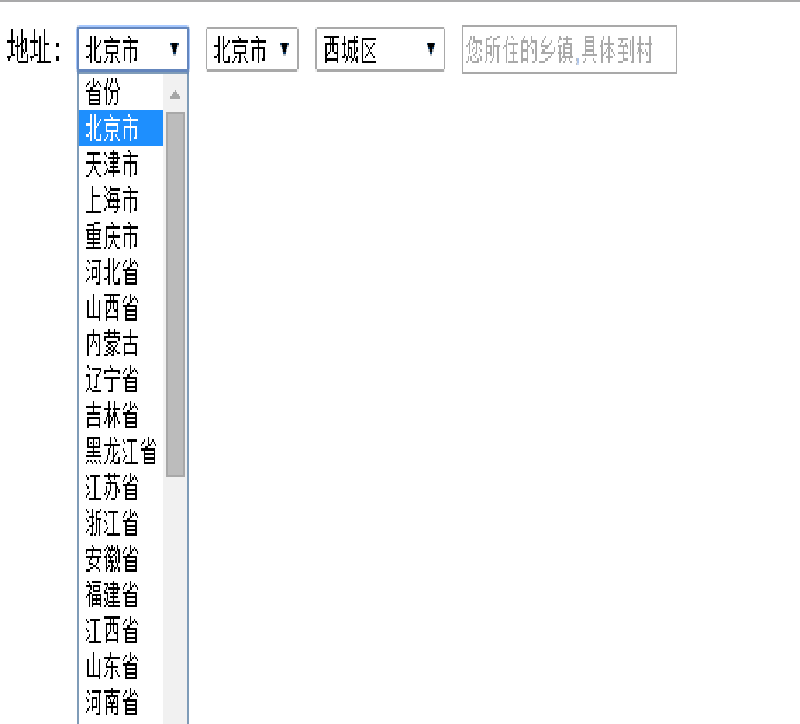 地址: 北京市 北京市 西城区 您所住的乡镇,具体到村
省份
北京市
天津市
上海市
重庆市
河北省
山西省
内蒙古
辽宁省
吉林省
黑龙江省
江苏省
浙江省
安徽省
福建省
江西省
山东省
河南省